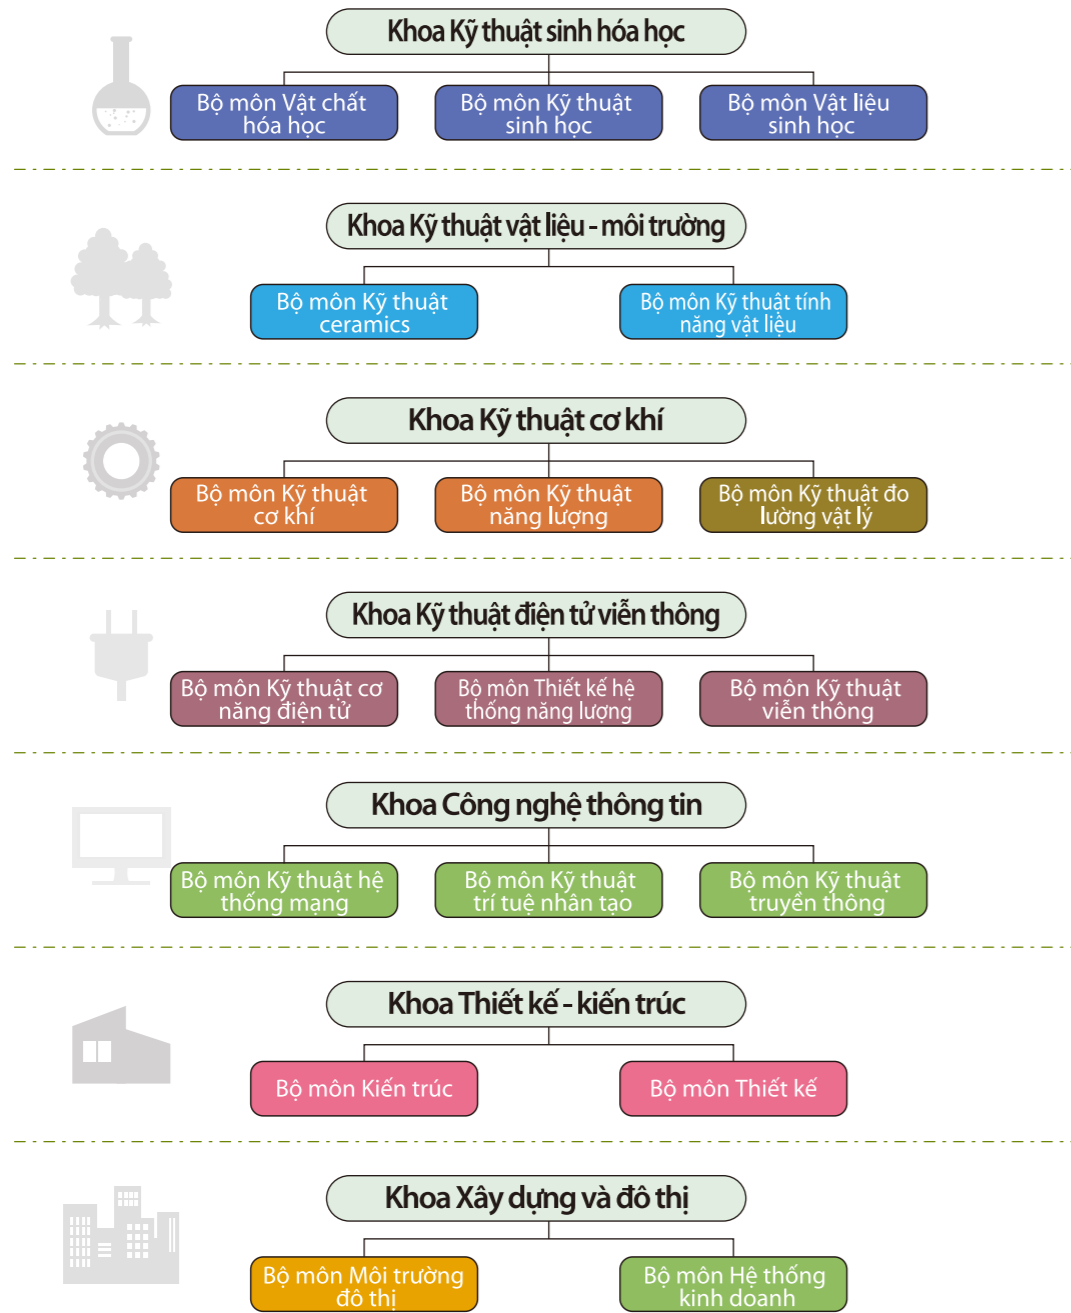 Khoa Kỹ thuật sinh hóa học
Bộ môn Vật chất
hóa học
Bộ môn Kỹ thuật
sinh học
Bộ môn Vật liệu
sinh học
Khoa Kỹ thuật vật liệu - môi trường
Bộ môn Kỹ thuật
ceramics
Bộ môn Kỹ thuật tính
năng vật liệu
Khoa Kỹ thuật cơ khí
Bộ môn Kỹ thuật
cơ khí
Bộ môn Kỹ thuật
năng lượng
Bộ môn Kỹ thuật đo
lường vật lý
Khoa Kỹ thuật điện tử viễn thông
Bộ môn Kỹ thuật cơ
năng điện tử
Bộ môn Thiết kế hệ
thống năng lượng
Bộ môn Kỹ thuật
viễn thông
Khoa Công nghệ thông tin
Bộ môn Kỹ thuật hệ
thống mạng
Bộ môn Kỹ thuật
trí tuệ nhân tạo
Bộ môn Kỹ thuật
truyền thông
Khoa Thiết kế - kiến trúc
Bộ môn Kiến trúc
Bộ môn Thiết kế
Khoa Xây dựng và đô thị
Bộ môn Môi trường
đô thị
Bộ môn Hệ thống
kinh doanh